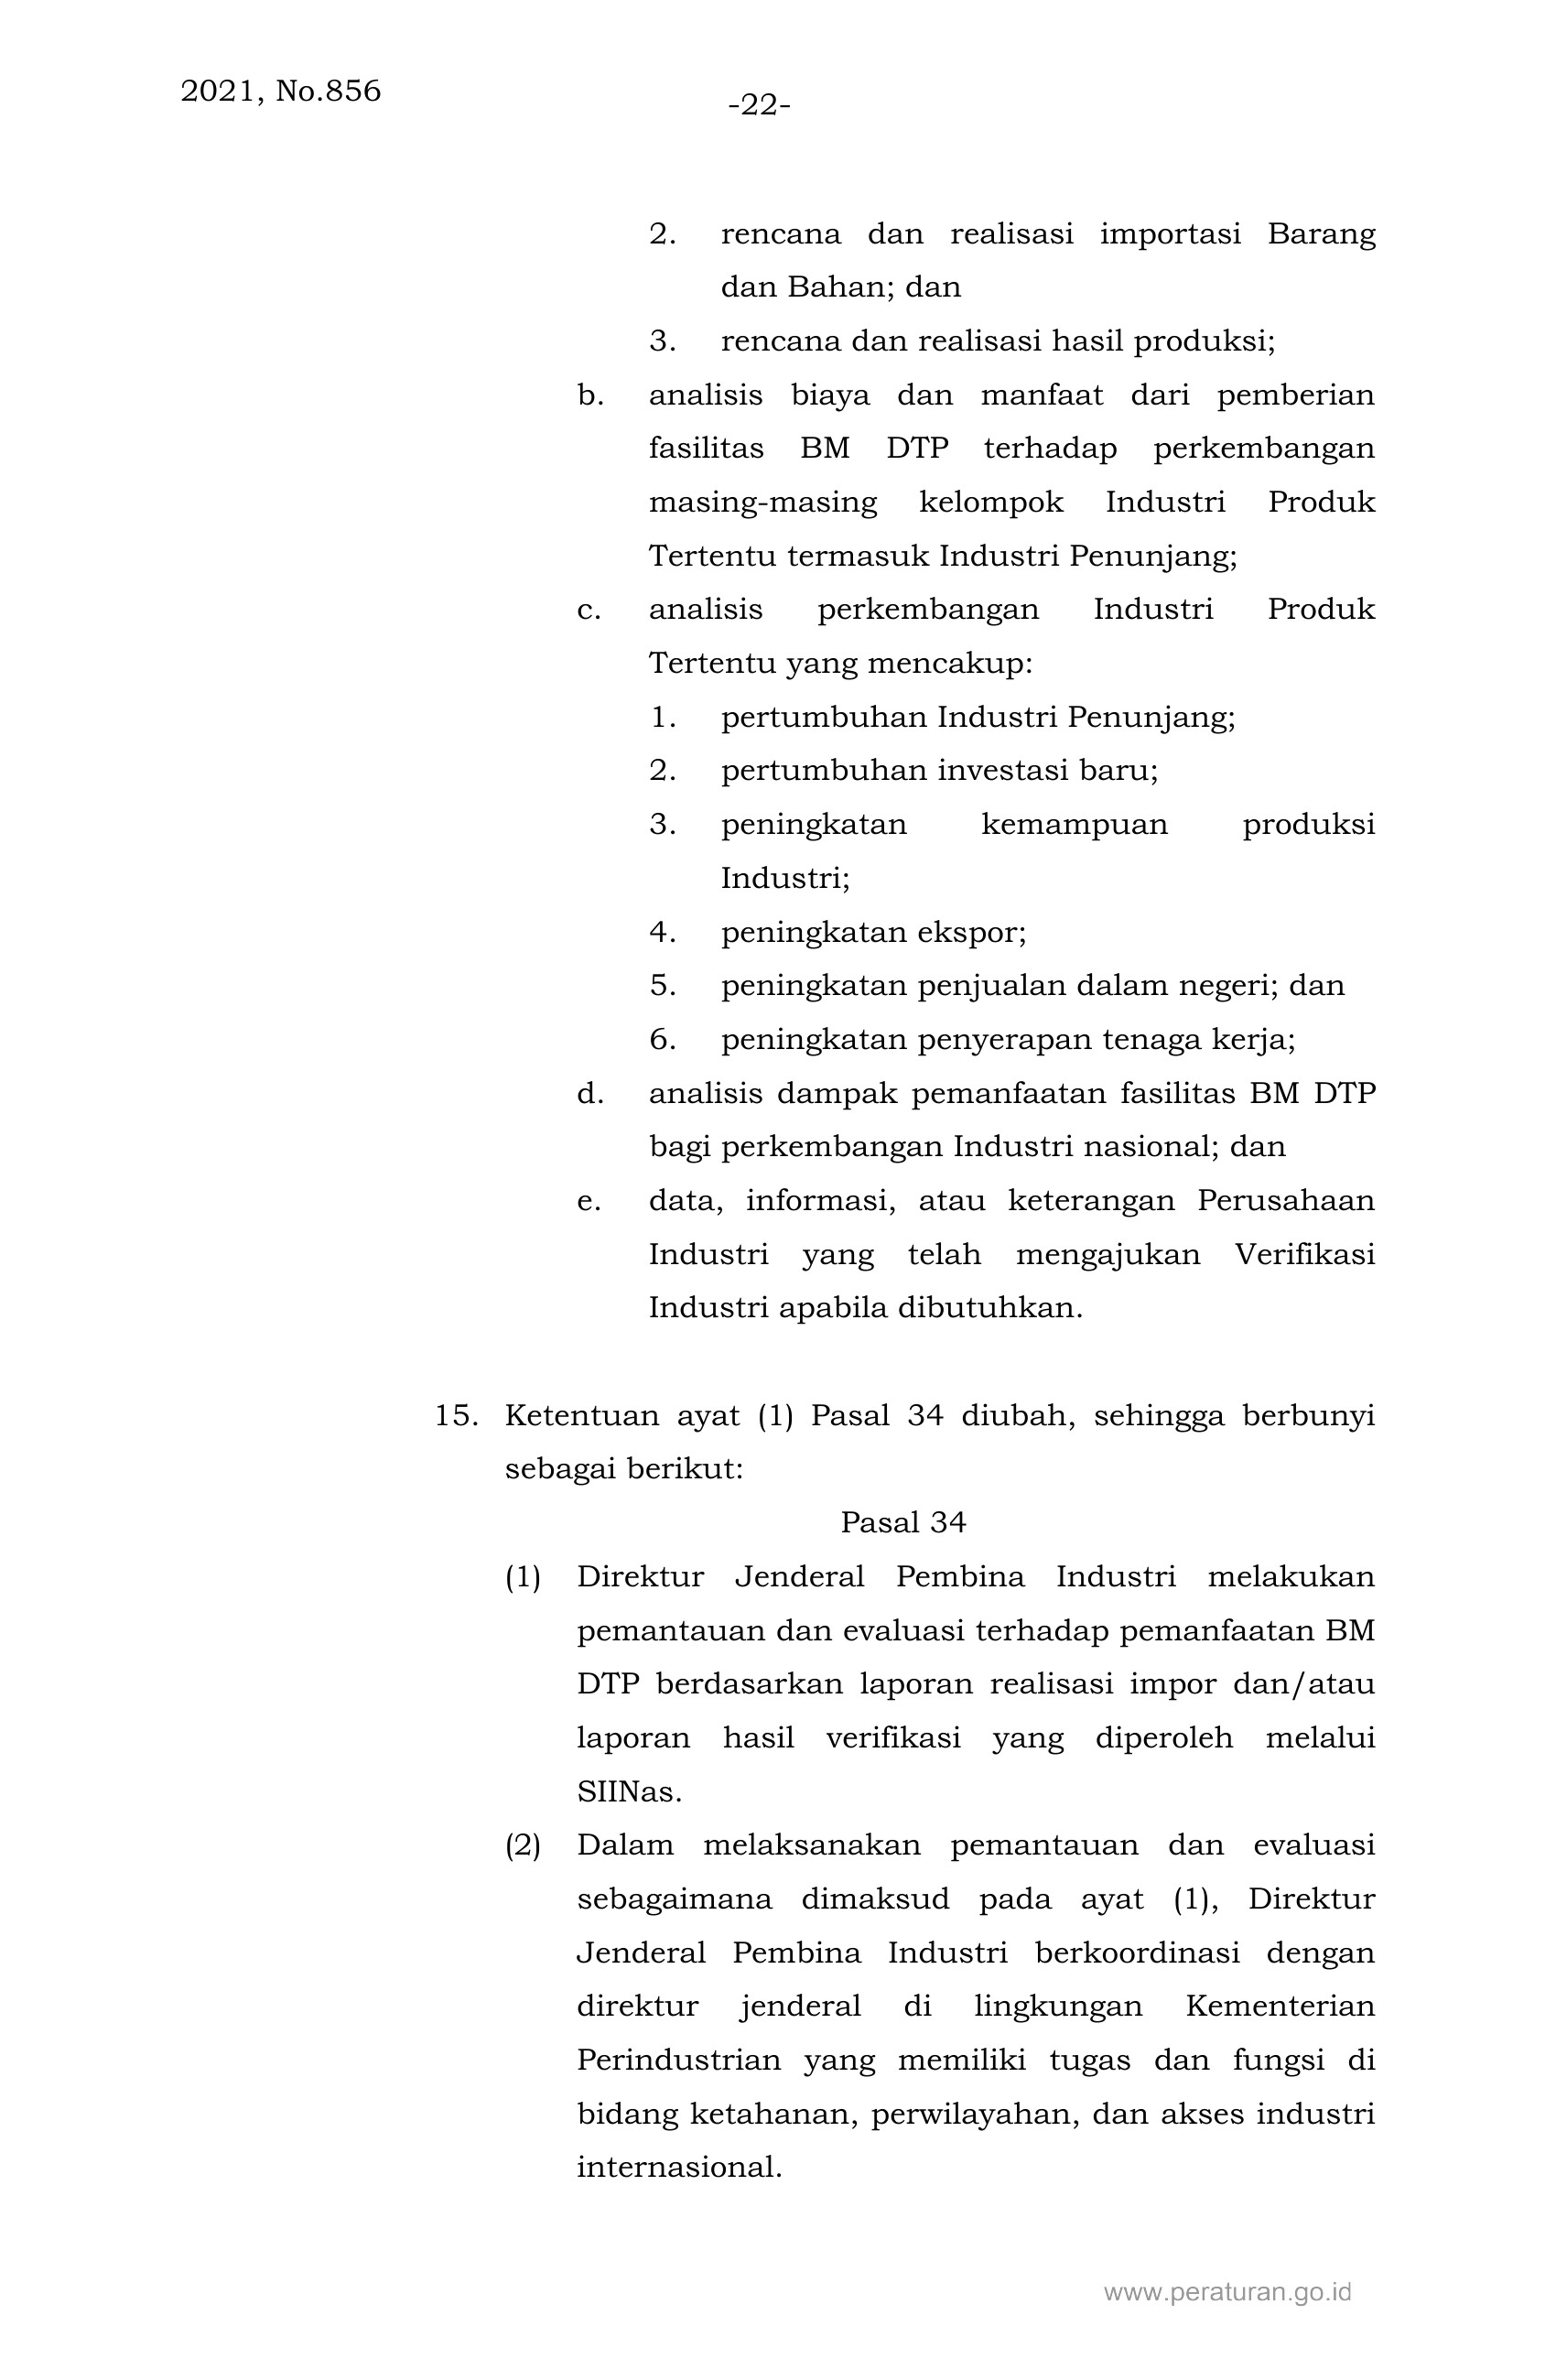 2021, No.856
-22-
2. rencana dan realisasi importasi Barang
dan Bahan; dan
3. rencana dan realisasi hasil produksi;
b. analisis biaya dan manfaat dari pemberian
fasilitas BM DTP terhadap perkembangan
masing-masing kelompok Industri Produk
Tertentu termasuk Industri Penunjang;
c. analisis perkembangan Industri Produk
Tertentu yang mencakup:
1. pertumbuhan Industri Penunjang;
2. pertumbuhan investasi baru;
3. peningkatan kemampuan produksi
Industri;
4. peningkatan ekspor;
5. peningkatan penjualan dalam negeri; dan
6. peningkatan penyerapan tenaga kerja;
d. analisis dampak pemanfaatan fasilitas BM DTP
bagi perkembangan Industri nasional; dan
e. data, informasi, atau keterangan Perusahaan
Industri yang telah mengajukan Verifikasi
Industri apabila dibutuhkan.
15. Ketentuan ayat (1) Pasal 34 diubah, sehingga berbunyi
sebagai berikut:
Pasal 34
(1) Direktur Jenderal Pembina Industri melakukan
pemantauan dan evaluasi terhadap pemanfaatan BM
DTP berdasarkan laporan realisasi impor dan/atau
laporan hasil verifikasi yang diperoleh melalui
SIINas.
(2) Dalam melaksanakan pemantauan dan evaluasi
sebagaimana dimaksud pada ayat (1), Direktur
Jenderal Pembina Industri berkoordinasi dengan
direktur jenderal di lingkungan Kementerian
Perindustrian yang memiliki tugas dan fungsi di
bidang ketahanan, perwilayahan, dan akses industri
internasional.
www.peraturan.go.id